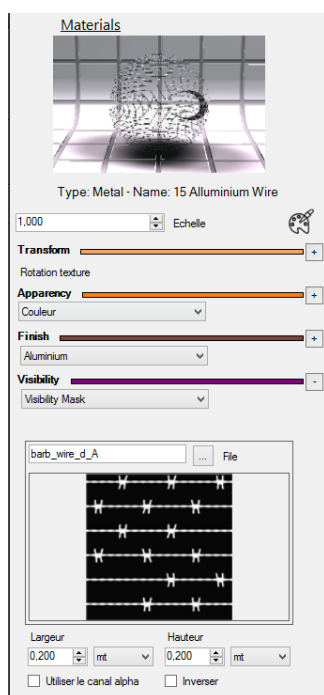 Materials
Type: Metal - Name: 15 Alluminium Wire
1,000 Echelle
Transform +
Rotation texture
Apparency +
Couleur
Finish +
Aluminium
Visibility -
Visibility Mask
barb_wire_d_A ... File
Largeur Hauteur
0,200 mt 0,200 mt
Utiliser le canal alpha Inverser